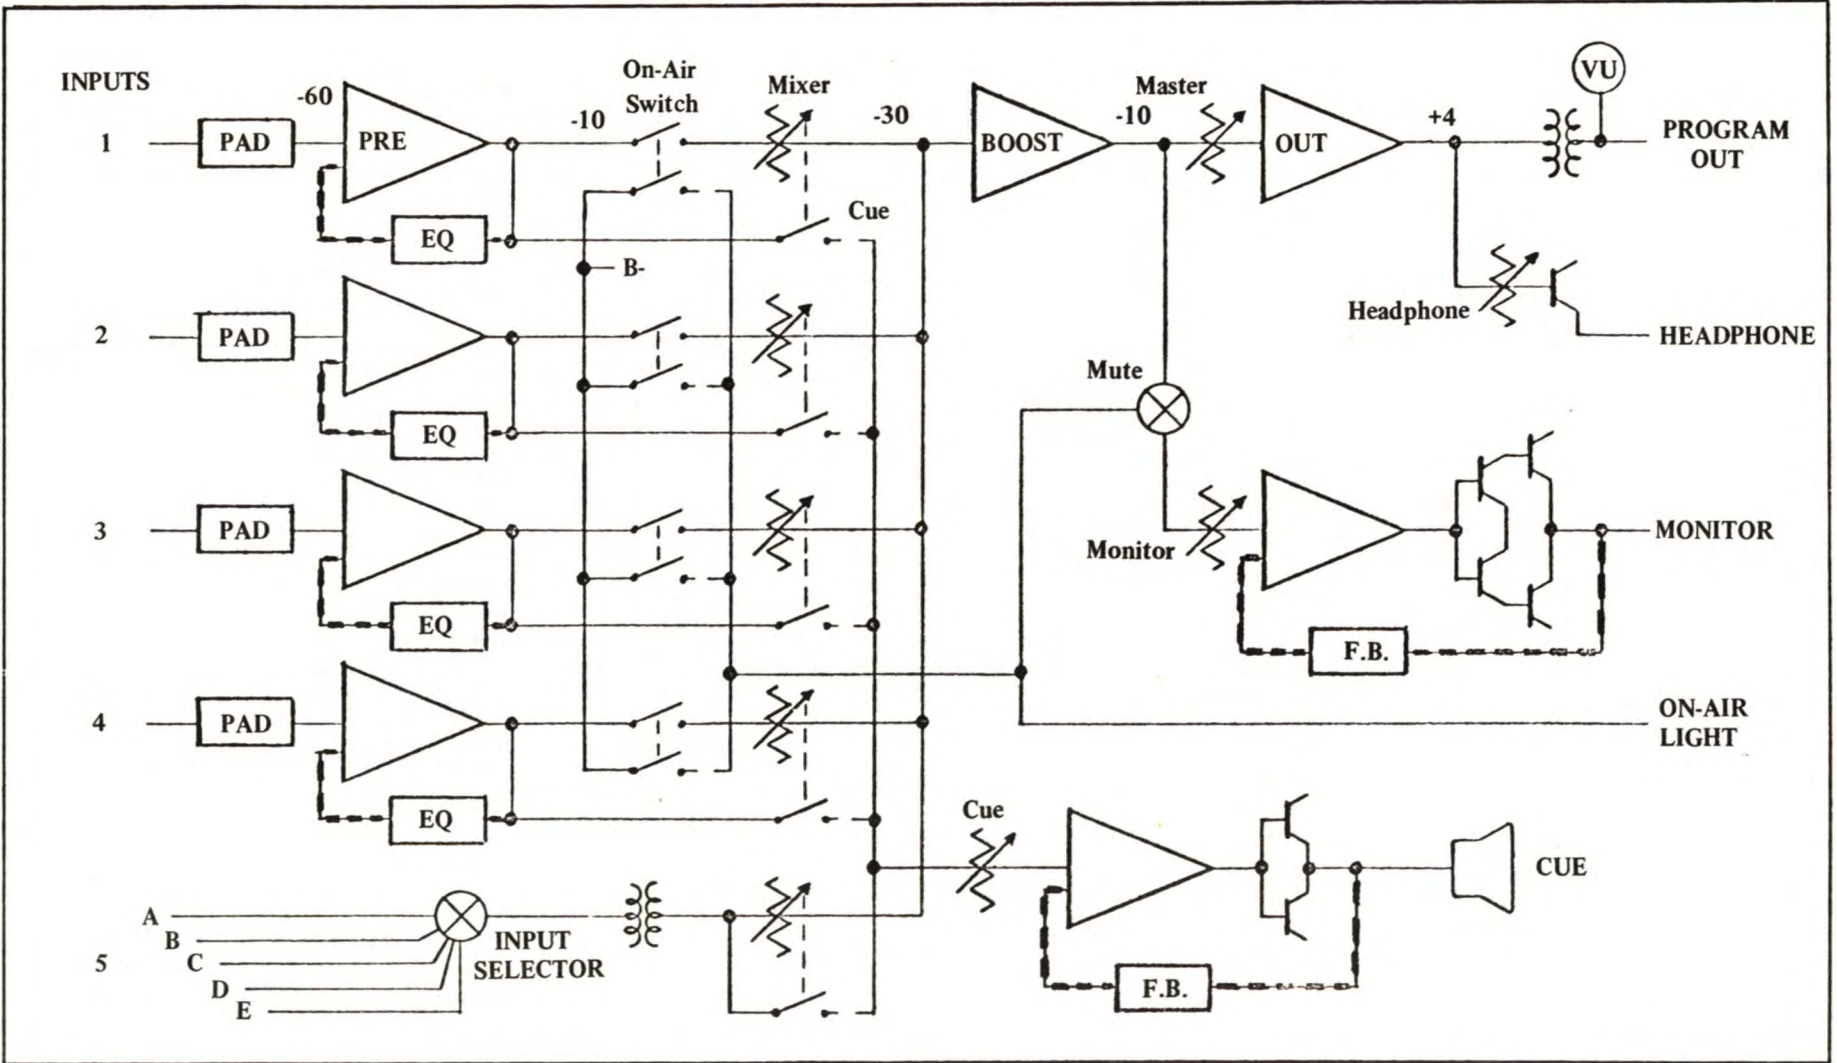 INPUTS
1
PAD
-60
PRE
EQ
-10
On-Air
Switch
Mixer
-30
Cue
B-
BOOST
-10
Master
OUT
+4
VU
PROGRAM
OUT
Headphone
HEADPHONE
2
PAD
EQ
Mute
3
PAD
EQ
Monitor
MONITOR
F.B.
4
PAD
EQ
ON-AIR
LIGHT
Cue
CUE
F.B.
5
A
B
C
D
E
INPUT
SELECTOR